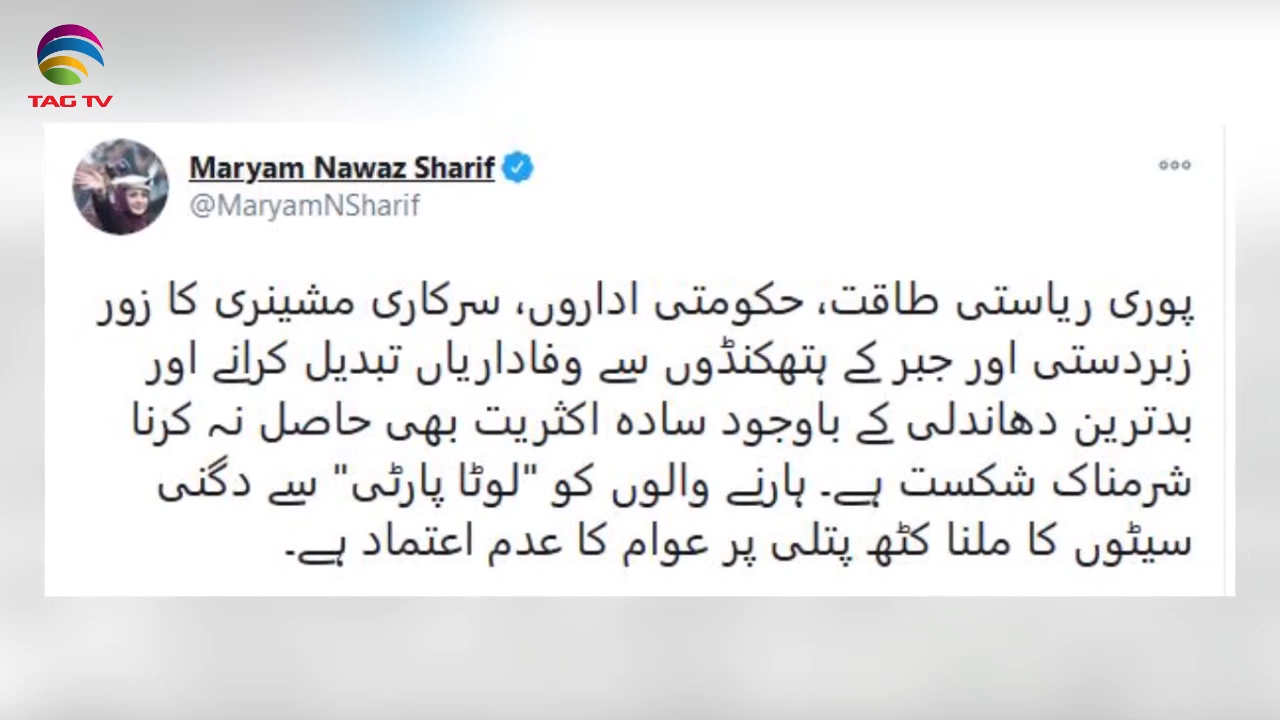 TAG TV
Maryam Nawaz Sharif
@MaryamNSharif
پوری ریاستی طاقت، حکومتی اداروں، سرکاری مشینری کا زور
زبردستی اور جبر کے ہتھکنڈوں سے وفاداریاں تبدیل کرانے اور
بدترین دھاندلی کے باوجود سادہ اکثریت بھی حاصل نہ کرنا
شرمناک شکست ہے۔ ہارنے والوں کو "لوٹا پارٹی" سے دگنی
سیٹوں کا ملنا کٹھ پتلی پر عوام کا عدم اعتماد ہے۔